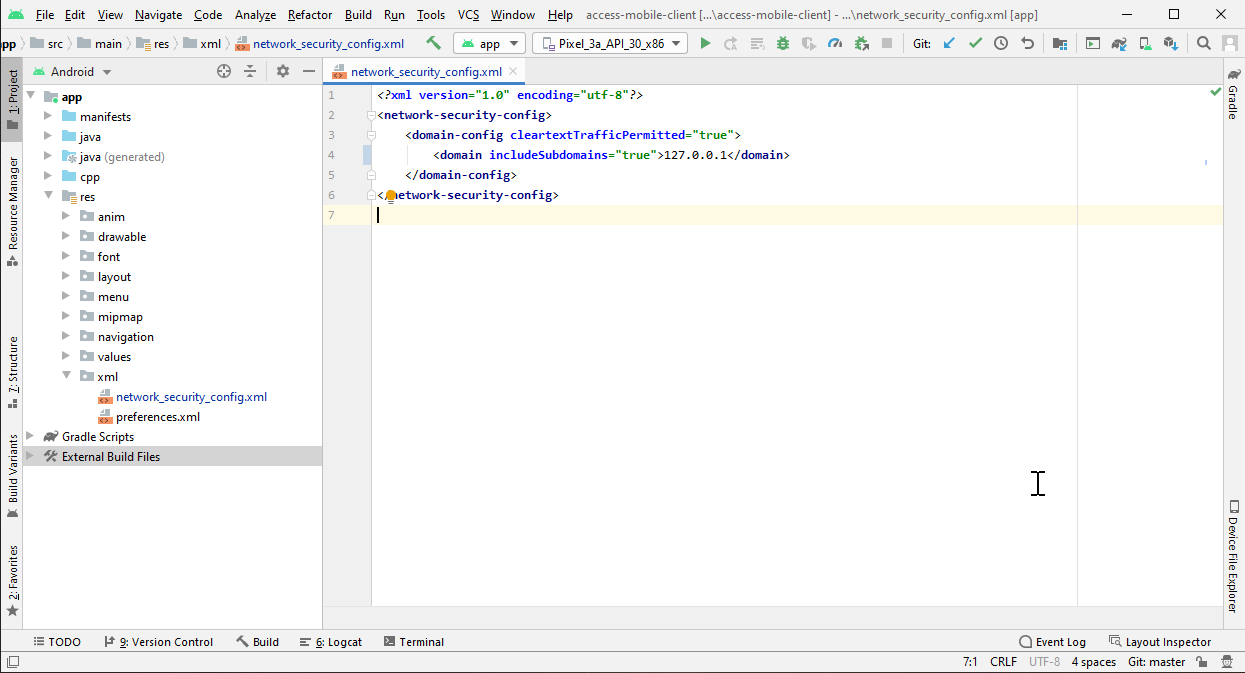 File Edit View Navigate Code Analyze Refactor Build Run Tools VCS Window Help access-mobile-client [...\access-mobile-client] - ...\network_security_config.xml [app]
pp src main res xml network_security_config.xml app Pixel_3a_API_30_x86 Git:
Android
network_security_config.xml
1: Project
Resource Manager
7: Structure
Build Variants
2: Favorites
app
manifests
java
java (generated)
cpp
res
anim
drawable
font
layout
menu
mipmap
navigation
values
xml
network_security_config.xml
preferences.xml
Gradle Scripts
External Build Files
1 <?xml version="1.0" encoding="utf-8"?>
2 <network-security-config>
3 <domain-config cleartextTrafficPermitted="true">
4 <domain includeSubdomains="true">127.0.0.1</domain>
5 </domain-config>
6 </network-security-config>
7
Gradle
Device File Explorer
TODO 9: Version Control Build 6: Logcat Terminal Event Log Layout Inspector
7:1 CRLF UTF-8 4 spaces Git: master